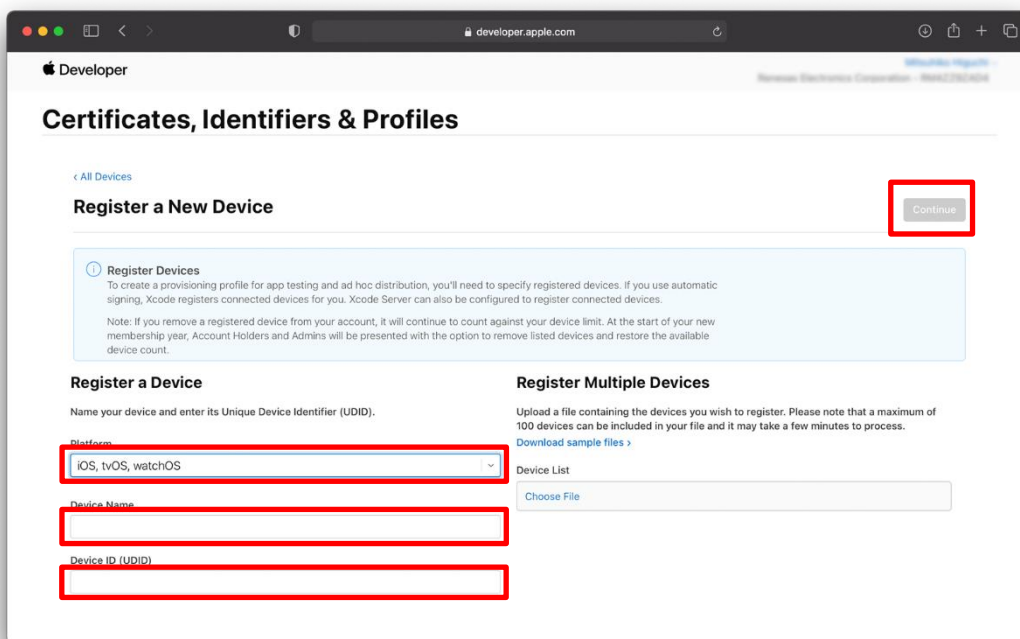 developer.apple.com
Developer
Certificates, Identifiers & Profiles
‹ All Devices
Register a New Device
Continue
Register Devices
To create a provisioning profile for app testing and ad hoc distribution, you'll need to specify registered devices. If you use automatic
signing, Xcode registers connected devices for you. Xcode Server can also be configured to register connected devices.
Note: If you remove a registered device from your account, it will continue to count against your device limit. At the start of your new
membership year, Account Holders and Admins will be presented with the option to remove listed devices and restore the available
device count.
Register a Device
Name your device and enter its Unique Device Identifier (UDID).
Platform
iOS, tvOS, watchOS
Device Name
Device ID (UDID)
Register Multiple Devices
Upload a file containing the devices you wish to register. Please note that a maximum of
100 devices can be included in your file and it may take a few minutes to process.
Download sample files ›
Device List
Choose File